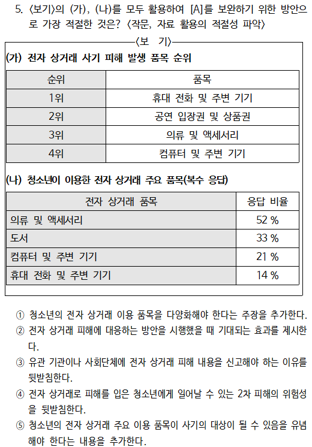 5. 〈보기〉의 (가), (나)를 모두 활용하여 [A]를 보완하기 위한 방안으
로 가장 적절한 것은? 〈작문, 자료 활용의 적절성 파악〉
〈보 기〉
(가) 전자 상거래 사기 피해 발생 품목 순위
순위 품목
1위 휴대 전화 및 주변 기기
2위 공연 입장권 및 상품권
3위 의류 및 액세서리
4위 컴퓨터 및 주변 기기
(나) 청소년이 이용한 전자 상거래 주요 품목(복수 응답)
전자 상거래 품목 응답 비율
의류 및 액세서리 52 %
도서 33 %
컴퓨터 및 주변 기기 21 %
휴대 전화 및 주변 기기 14 %
① 청소년의 전자 상거래 이용 품목을 다양화해야 한다는 주장을 추가한다.
② 전자 상거래 피해에 대응하는 방안을 시행했을 때 기대되는 효과를 제시한
다.
③ 유관 기관이나 사회단체에 전자 상거래 피해 내용을 신고해야 하는 이유를
뒷받침한다.
④ 전자 상거래로 피해를 입은 청소년에게 일어날 수 있는 2차 피해의 위험성
을 뒷받침한다.
⑤ 청소년의 전자 상거래 주요 이용 품목이 사기의 대상이 될 수 있음을 유념
해야 한다는 내용을 추가한다.